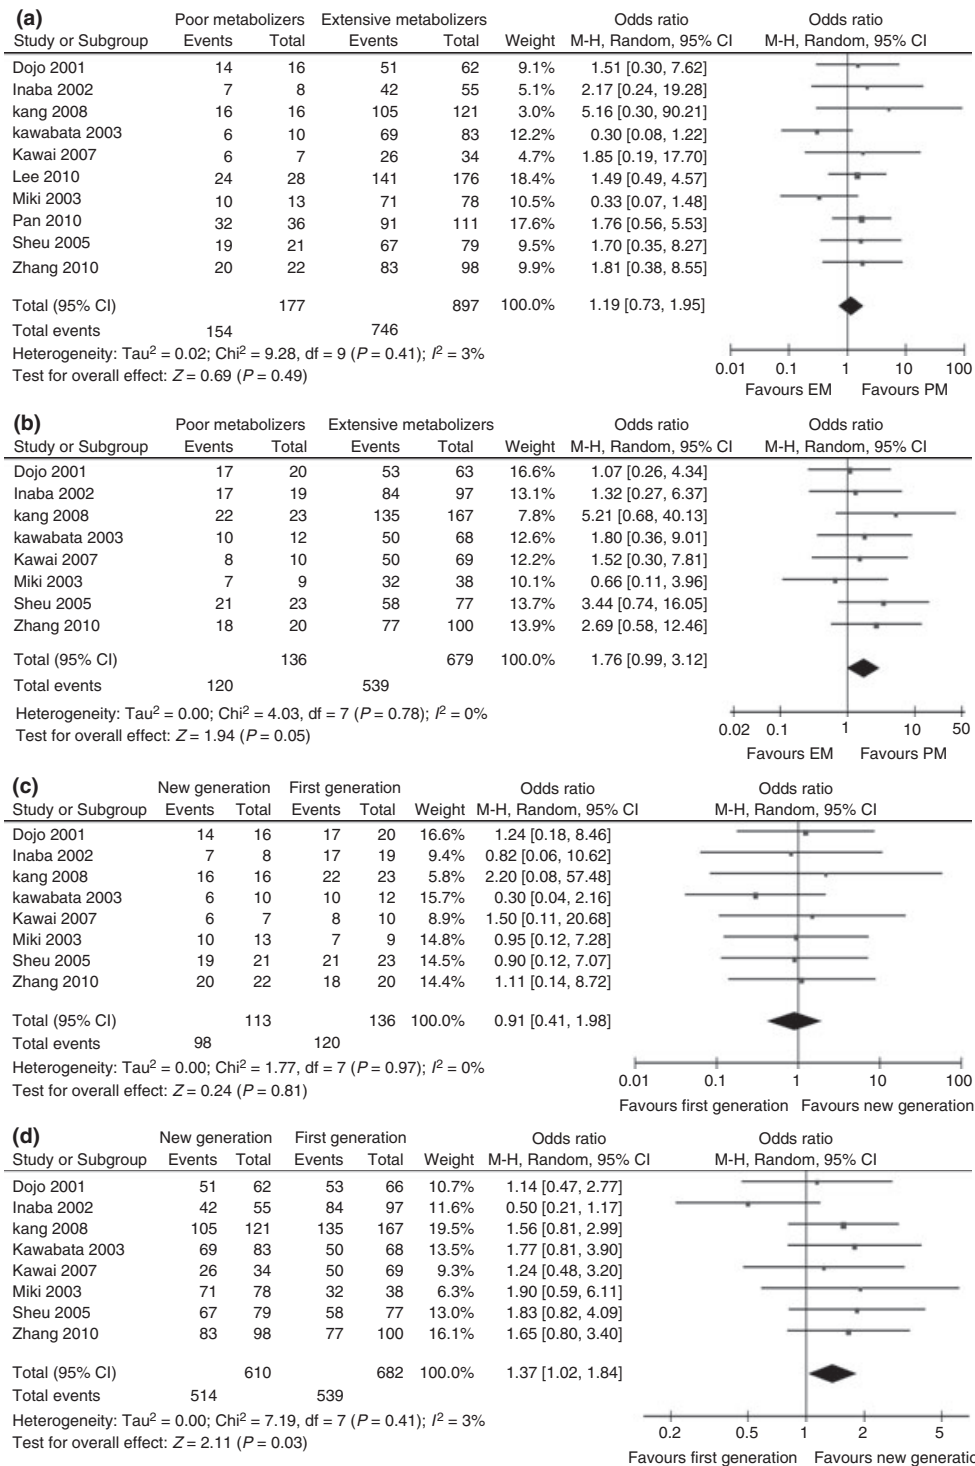 (a) Poor metabolizers Extensive metabolizers Odds ratio Odds ratio
Study or Subgroup Events Total Events Total Weight M-H, Random, 95% CI M-H, Random, 95% CI
Dojo 2001 14 16 51 62 9.1% 1.51 [0.30, 7.62]
Inaba 2002 7 8 42 55 5.1% 2.17 [0.24, 19.28]
kang 2008 16 16 105 121 3.0% 5.16 [0.30, 90.21]
kawabata 2003 6 10 69 83 12.2% 0.30 [0.08, 1.22]
Kawai 2007 6 7 26 34 4.7% 1.85 [0.19, 17.70]
Lee 2010 24 28 141 176 18.4% 1.49 [0.49, 4.57]
Miki 2003 10 13 71 78 10.5% 0.33 [0.07, 1.48]
Pan 2010 32 36 91 111 17.6% 1.76 [0.56, 5.53]
Sheu 2005 19 21 67 79 9.5% 1.70 [0.35, 8.27]
Zhang 2010 20 22 83 98 9.9% 1.81 [0.38, 8.55]
Total (95% CI) 177 897 100.0% 1.19 [0.73, 1.95]
Total events 154 746
Heterogeneity: Tau² = 0.02; Chi² = 9.28, df = 9 (P = 0.41); I² = 3%
Test for overall effect: Z = 0.69 (P = 0.49)
0.01 0.1 1 10 100
Favours EM Favours PM
(b) Poor metabolizers Extensive metabolizers Odds ratio Odds ratio
Study or Subgroup Events Total Events Total Weight M-H, Random, 95% CI M-H, Random, 95% CI
Dojo 2001 17 20 53 63 16.6% 1.07 [0.26, 4.34]
Inaba 2002 17 19 84 97 13.1% 1.32 [0.27, 6.37]
kang 2008 22 23 135 167 7.8% 5.21 [0.68, 40.13]
kawabata 2003 10 12 50 68 12.6% 1.80 [0.36, 9.01]
Kawai 2007 8 10 50 69 12.2% 1.52 [0.30, 7.81]
Miki 2003 7 9 32 38 10.1% 0.66 [0.11, 3.96]
Sheu 2005 21 23 58 77 13.7% 3.44 [0.74, 16.05]
Zhang 2010 18 20 77 100 13.9% 2.69 [0.58, 12.46]
Total (95% CI) 136 679 100.0% 1.76 [0.99, 3.12]
Total events 120 539
Heterogeneity: Tau² = 0.00; Chi² = 4.03, df = 7 (P = 0.78); I² = 0%
Test for overall effect: Z = 1.94 (P = 0.05)
0.02 0.1 1 10 50
Favours EM Favours PM
(c) New generation First generation Odds ratio Odds ratio
Study or Subgroup Events Total Events Total Weight M-H, Random, 95% CI M-H, Random, 95% CI
Dojo 2001 14 16 17 20 16.6% 1.24 [0.18, 8.46]
Inaba 2002 7 8 17 19 9.4% 0.82 [0.06, 10.62]
kang 2008 16 16 22 23 5.8% 2.20 [0.08, 57.48]
kawabata 2003 6 10 10 12 15.7% 0.30 [0.04, 2.16]
Kawai 2007 6 7 8 10 8.9% 1.50 [0.11, 20.68]
Miki 2003 10 13 7 9 14.8% 0.95 [0.12, 7.28]
Sheu 2005 19 21 21 23 14.5% 0.90 [0.12, 7.07]
Zhang 2010 20 22 18 20 14.4% 1.11 [0.14, 8.72]
Total (95% CI) 113 136 100.0% 0.91 [0.41, 1.98]
Total events 98 120
Heterogeneity: Tau² = 0.00; Chi² = 1.77, df = 7 (P = 0.97); I² = 0%
Test for overall effect: Z = 0.24 (P = 0.81)
0.01 0.1 1 10 100
Favours first generation Favours new generation
(d) New generation First generation Odds ratio Odds ratio
Study or Subgroup Events Total Events Total Weight M-H, Random, 95% CI M-H, Random, 95% CI
Dojo 2001 51 62 53 66 10.7% 1.14 [0.47, 2.77]
Inaba 2002 42 55 84 97 11.6% 0.50 [0.21, 1.17]
kang 2008 105 121 135 167 19.5% 1.56 [0.81, 2.99]
Kawabata 2003 69 83 50 68 13.5% 1.77 [0.81, 3.90]
Kawai 2007 26 34 50 69 9.3% 1.24 [0.48, 3.20]
Miki 2003 71 78 32 38 6.3% 1.90 [0.59, 6.11]
Sheu 2005 67 79 58 77 13.0% 1.83 [0.82, 4.09]
Zhang 2010 83 98 77 100 16.1% 1.65 [0.80, 3.40]
Total (95% CI) 610 682 100.0% 1.37 [1.02, 1.84]
Total events 514 539
Heterogeneity: Tau² = 0.00; Chi² = 7.19, df = 7 (P = 0.41); I² = 3%
Test for overall effect: Z = 2.11 (P = 0.03)
0.2 0.5 1 2 5
Favours first generation Favours new generatio